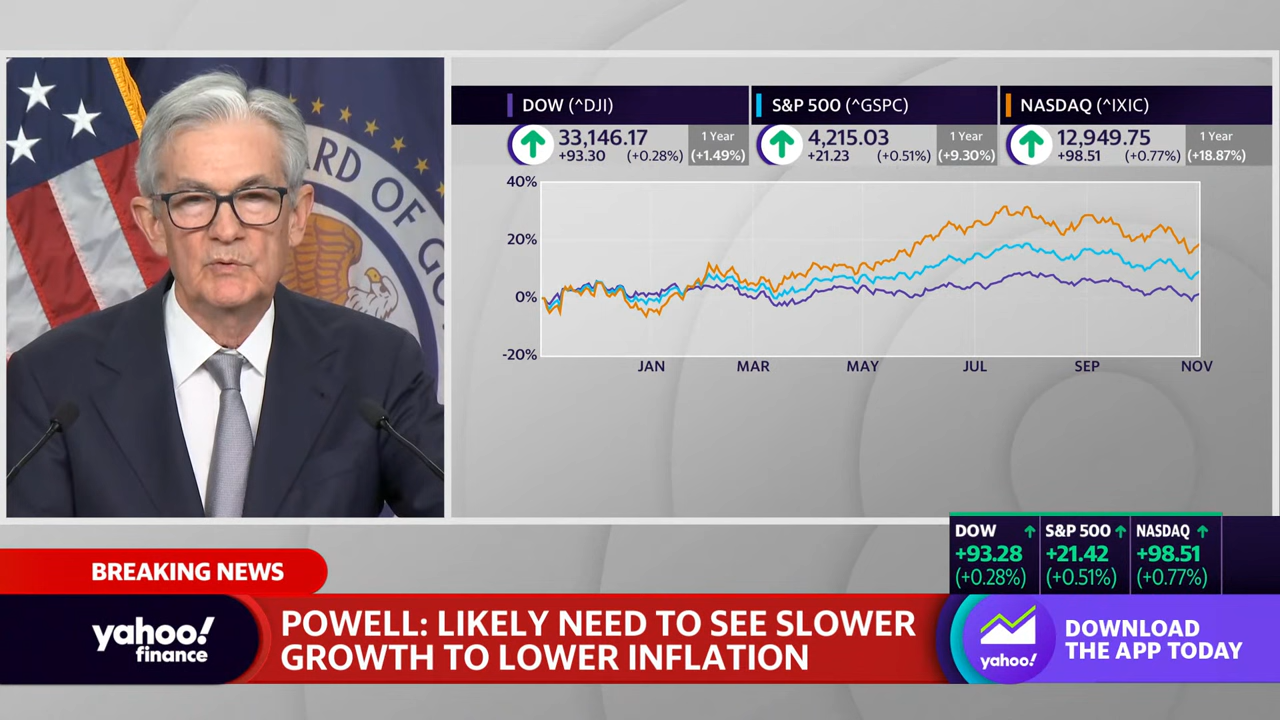 RD OF GO
DOW (^DJI)
33,146.17
+93.30 (+0.28%)
1 Year
(+1.49%)
S&P 500 (^GSPC)
4,215.03
+21.23 (+0.51%)
1 Year
(+9.30%)
NASDAQ (^IXIC)
12,949.75
+98.51 (+0.77%)
1 Year
(+18.87%)
40%
20%
0%
-20%
JAN MAR MAY JUL SEP NOV
DOW
+93.28
(+0.28%)
S&P 500
+21.42
(+0.51%)
NASDAQ
+98.51
(+0.77%)
BREAKING NEWS
yahoo!
finance
POWELL: LIKELY NEED TO SEE SLOWER
GROWTH TO LOWER INFLATION
yahoo!
DOWNLOAD
THE APP TODAY